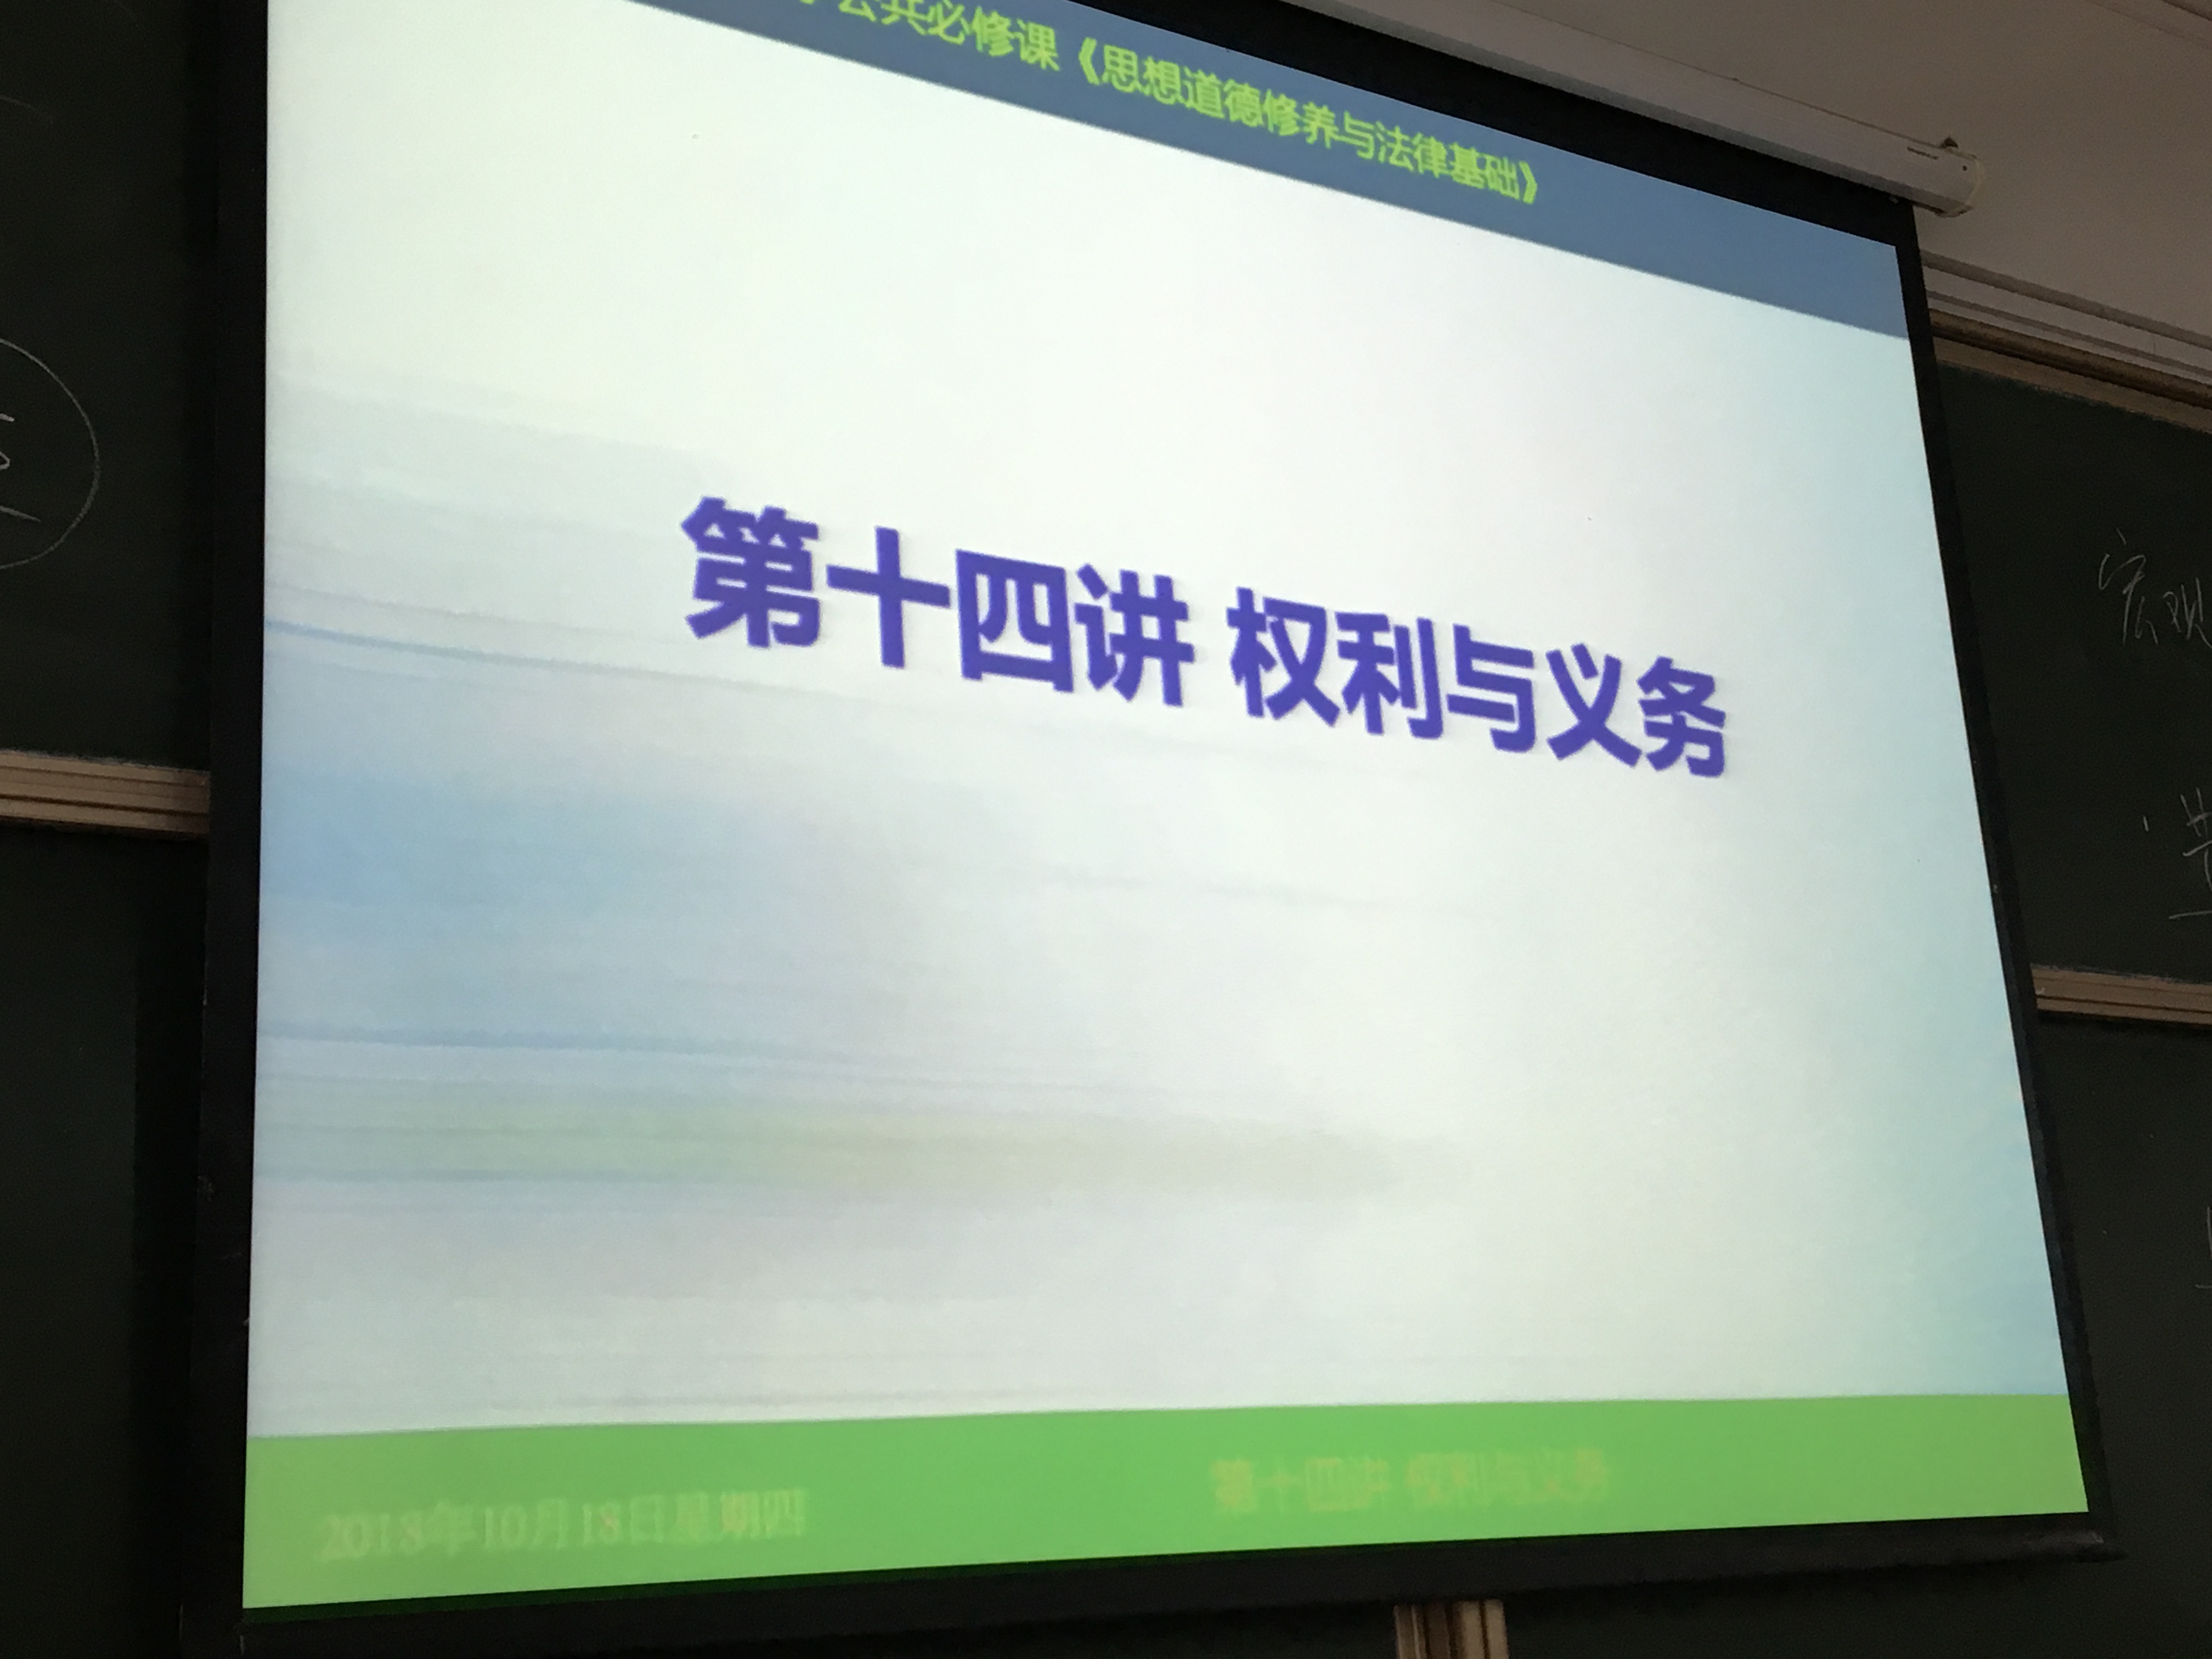 公共必修课《思想道德修养与法律基础》
第十四讲 权利与义务
宏观
2018年10月18日星期四
第十四讲 权利与义务